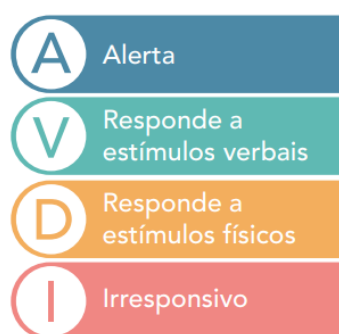 A
Alerta
V
Responde a
estímulos verbais
D
Responde a
estímulos físicos
I
Irresponsivo